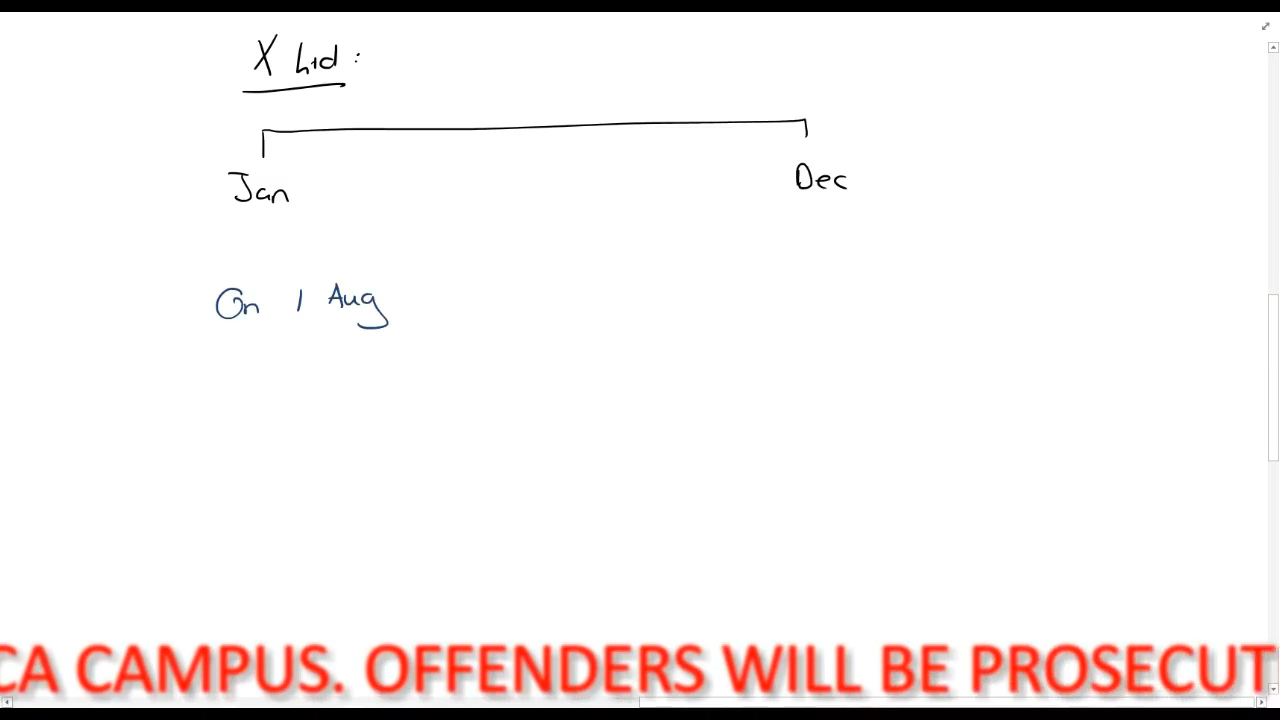 X Ltd :
Jan Dec
On 1 Aug
CA CAMPUS. OFFENDERS WILL BE PROSECUT